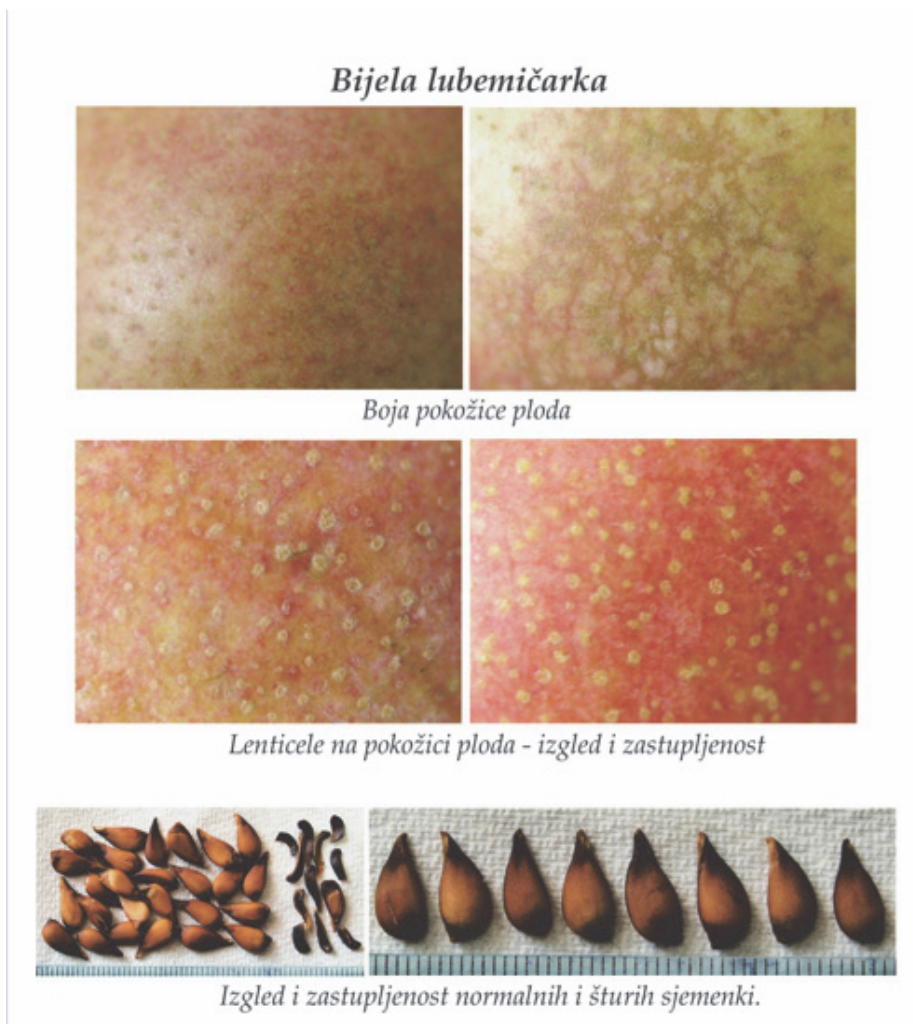 Bijela lubemičarka
Boja pokožice ploda
Lenticele na pokožici ploda - izgled i zastupljenost
Izgled i zastupljenost normalnih i šturih sjemenki.